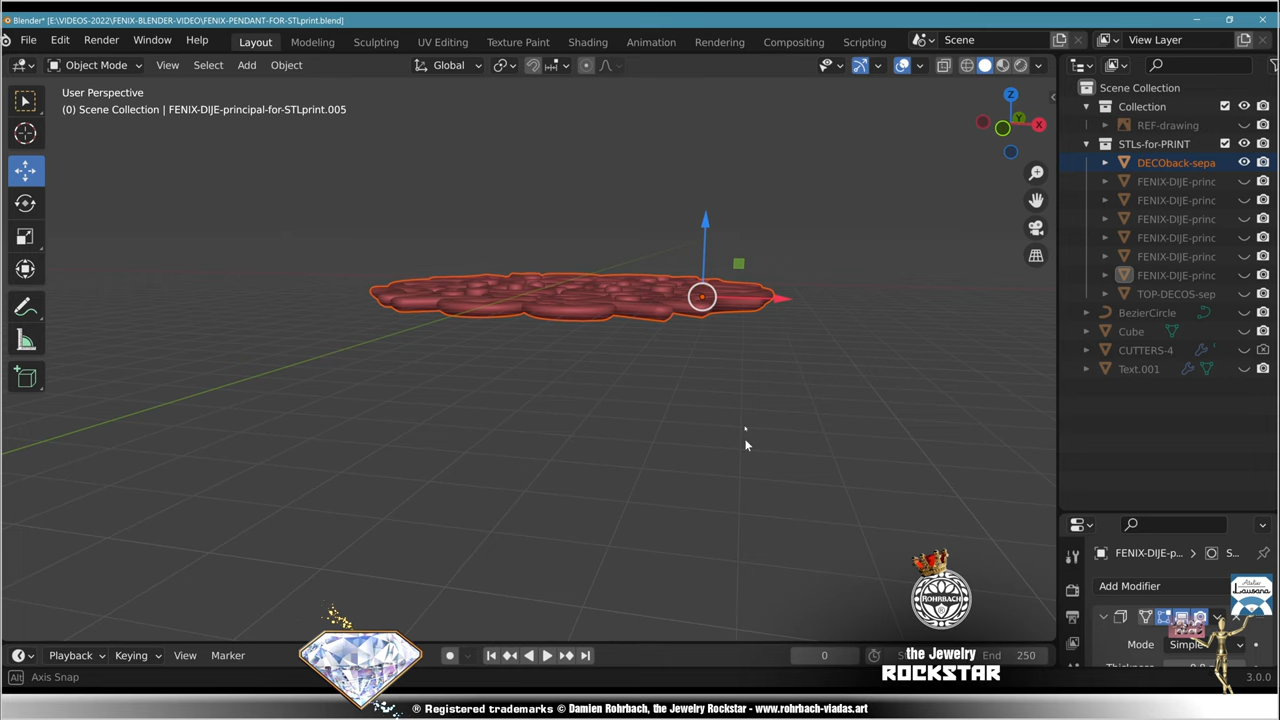 Blender* [E:\VIDEOS-2022\FENIX-BLENDER-VIDEO\FENIX-PENDANT-FOR-STLprint.blend]
File Edit Render Window Help Layout Modeling Sculpting UV Editing Texture Paint Shading Animation Rendering Compositing Scripting Scene View Layer
Object Mode View Select Add Object Global
User Perspective
(0) Scene Collection | FENIX-DIJE-principal-for-STLprint.005
Z
Y
X
Scene Collection
Collection
REF-drawing
STLs-for-PRINT
DECOback-sepa
FENIX-DIJE-princ
FENIX-DIJE-princ
FENIX-DIJE-princ
FENIX-DIJE-princ
FENIX-DIJE-princ
FENIX-DIJE-princ
TOP-DECOS-sep
BezierCircle
Cube
CUTTERS-4
Text.001
FENIX-DIJE-p... S...
Add Modifier
Mode Simple
Atelier
Lausana
ROHRBACH
Playback Keying View Marker 0 End 250
the Jewelry
ROCKSTAR
Alt Axis Snap 3.0.0
® Registered trademarks © Damien Rohrbach, the Jewelry Rockstar - www.rohrbach-viadas.art